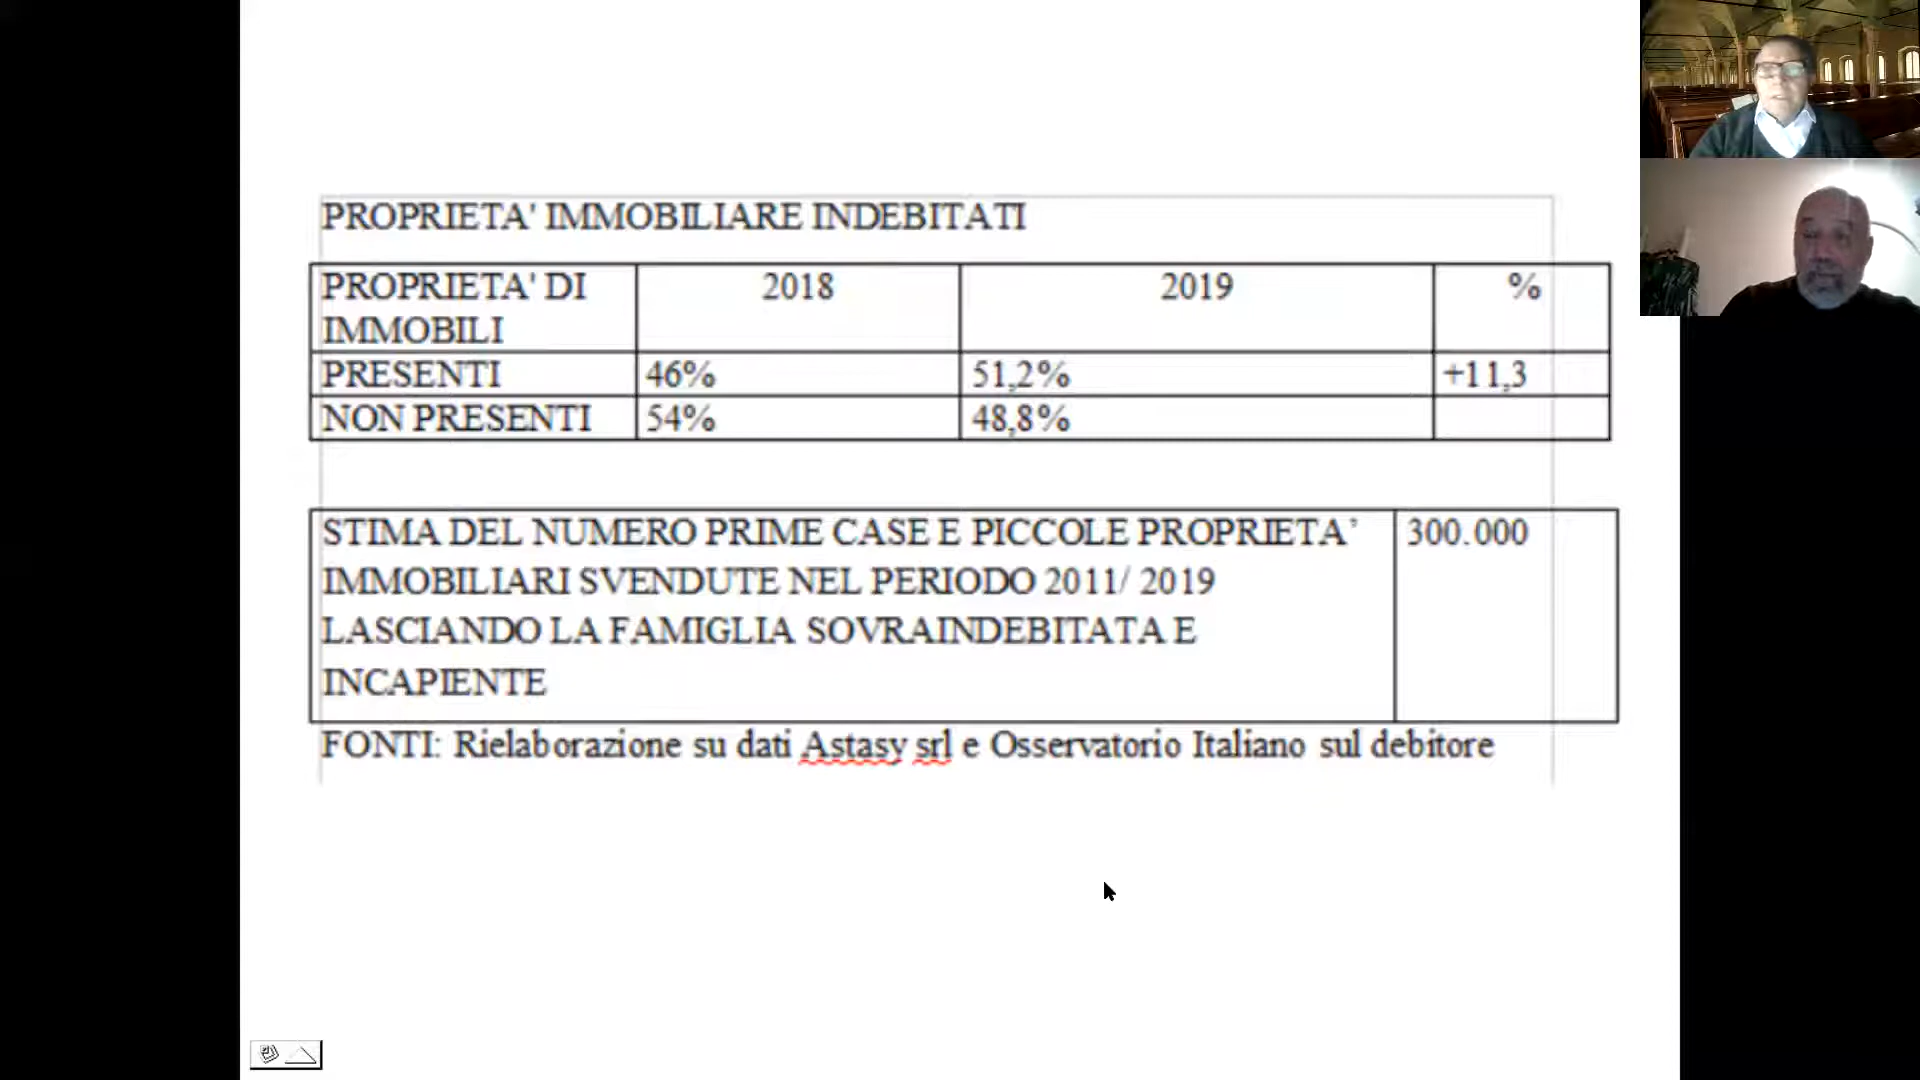 PROPRIETA' IMMOBILIARE INDEBITATI
PROPRIETA' DI IMMOBILI 2018 2019 %
PRESENTI 46% 51,2% +11,3
NON PRESENTI 54% 48,8%
STIMA DEL NUMERO PRIME CASE E PICCOLE PROPRIETA’ 300.000
IMMOBILIARI SVENDUTE NEL PERIODO 2011/ 2019
LASCIANDO LA FAMIGLIA SOVRAINDEBITATA E
INCAPIENTE
FONTI: Rielaborazione su dati Astasy srl e Osservatorio Italiano sul debitore